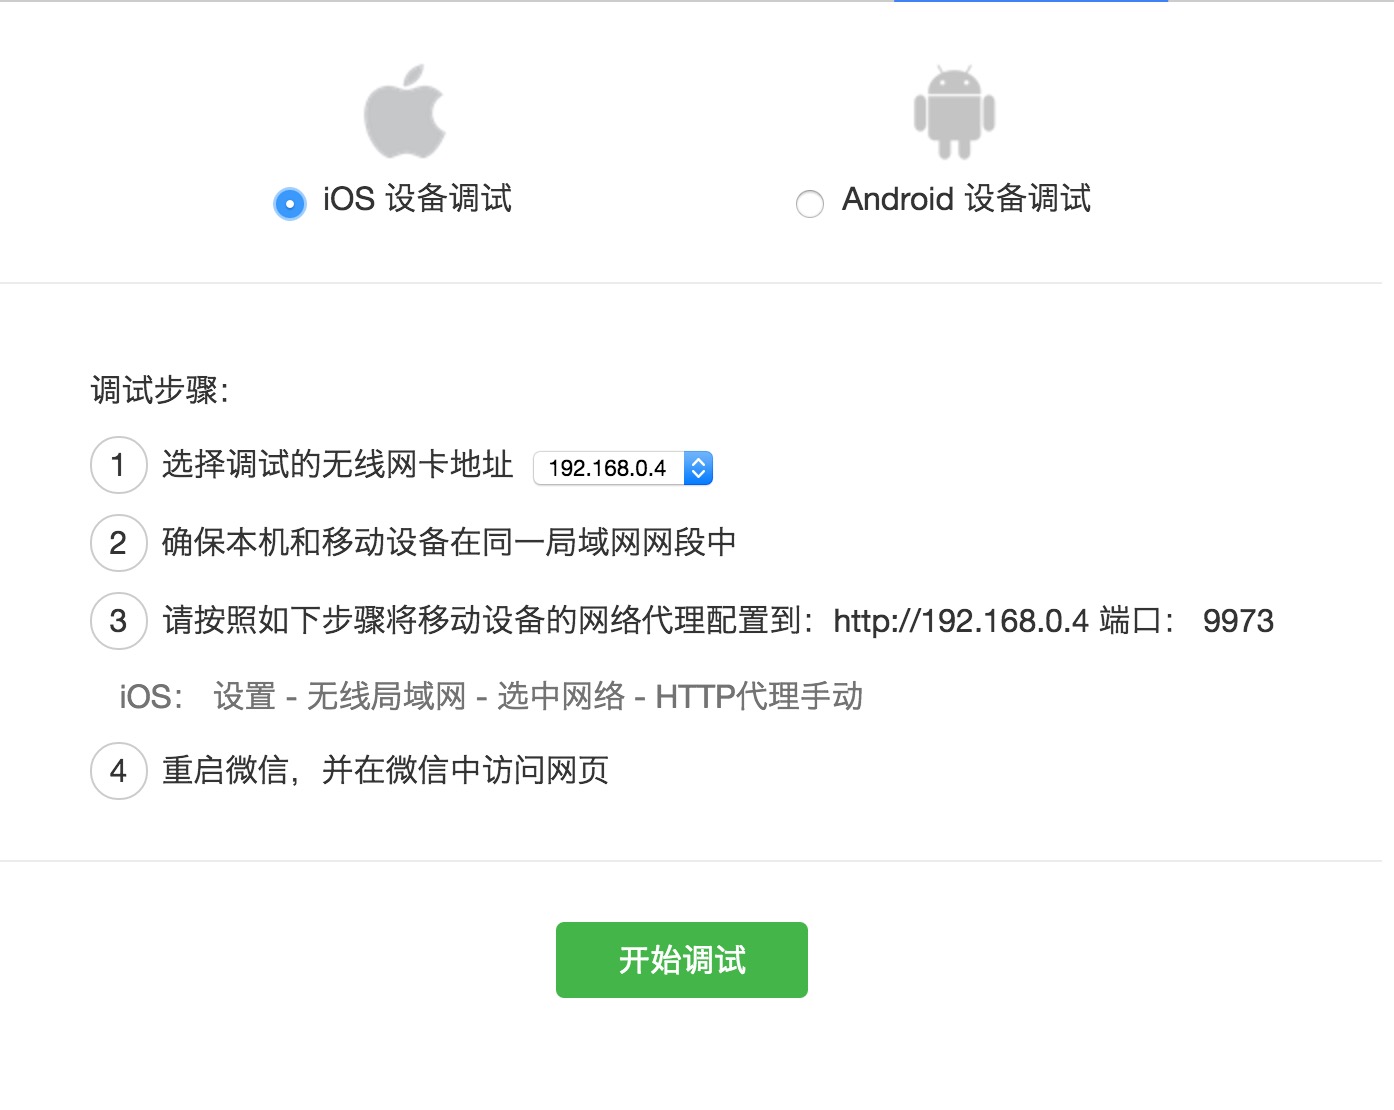 iOS 设备调试
Android 设备调试
调试步骤：
1 选择调试的无线网卡地址 192.168.0.4
2 确保本机和移动设备在同一局域网网段中
3 请按照如下步骤将移动设备的网络代理配置到：http://192.168.0.4 端口： 9973
iOS： 设置 - 无线局域网 - 选中网络 - HTTP代理手动
4 重启微信，并在微信中访问网页
开始调试